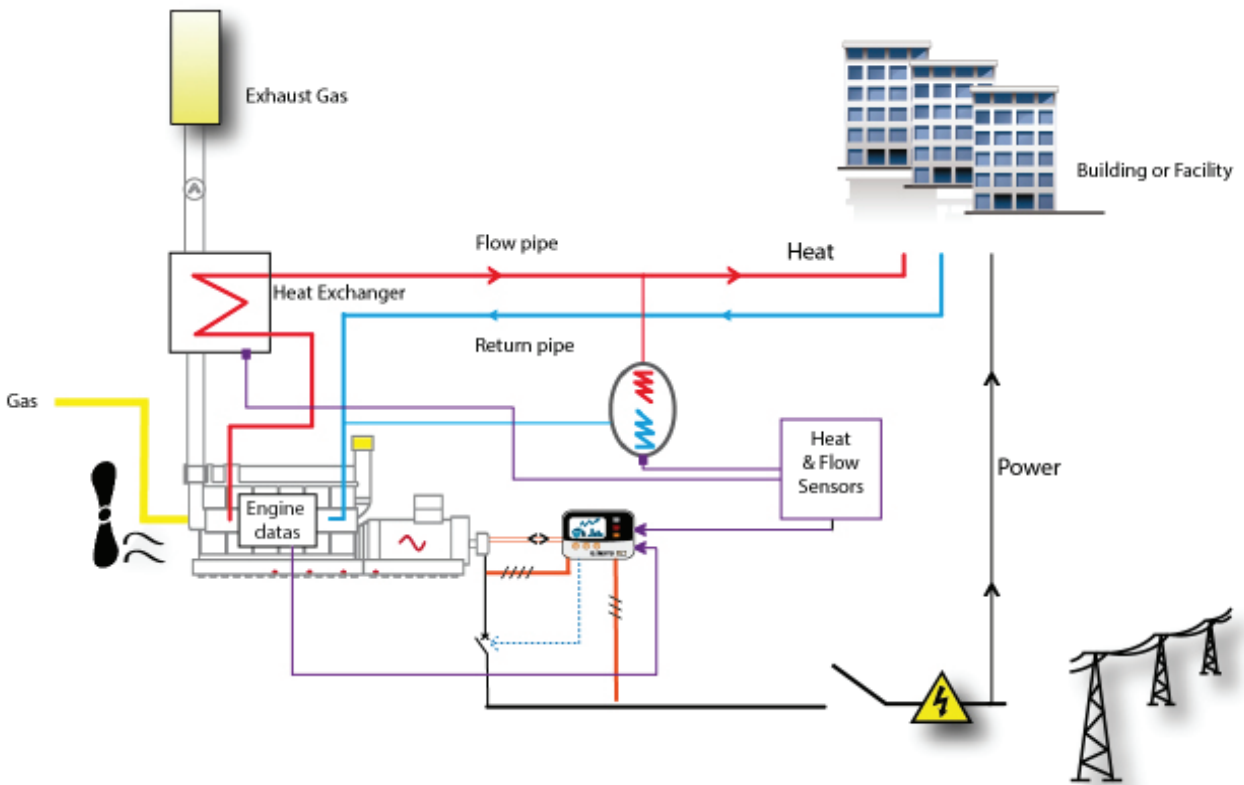 Exhaust Gas
Building or Facility
Flow pipe
Heat
Heat Exchanger
Return pipe
Gas
Heat
& Flow
Sensors
Power
Engine
datas